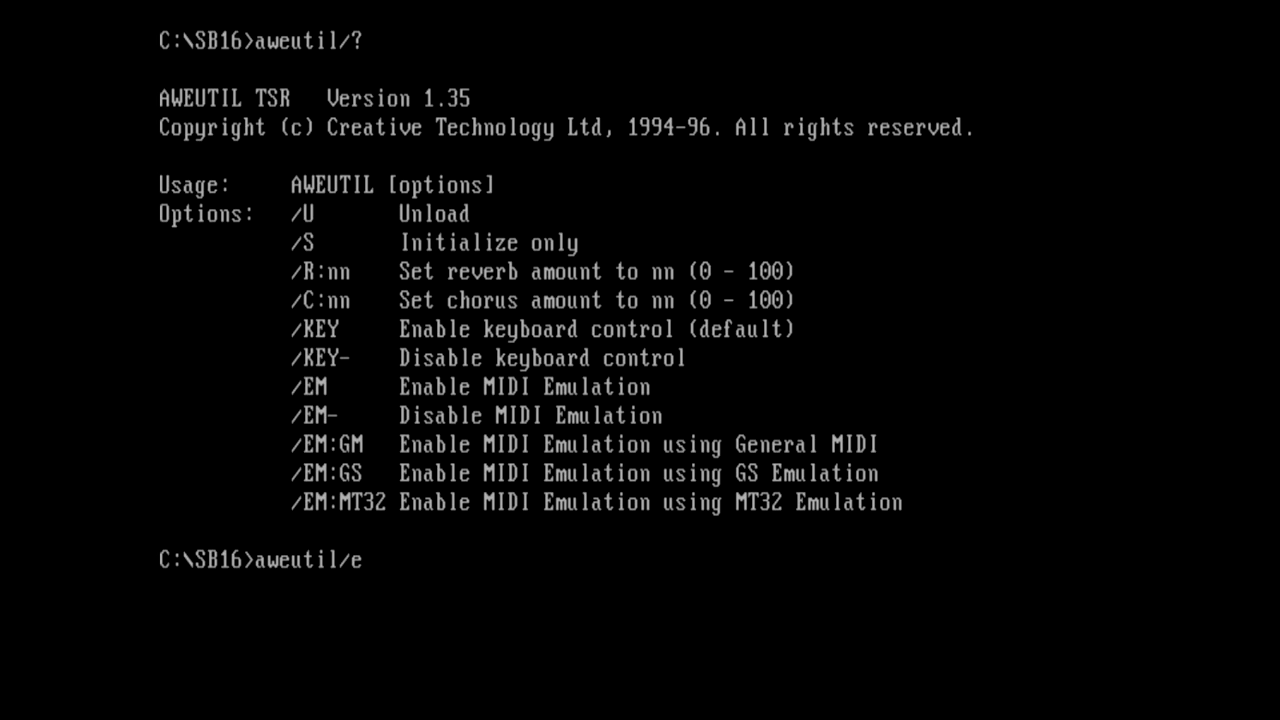 C:\SB16>aweutil/?
AWEUTIL TSR   Version 1.35
Copyright (c) Creative Technology Ltd, 1994-96. All rights reserved.
Usage:     AWEUTIL [options]
Options:   /U       Unload
           /S       Initialize only
           /R:nn    Set reverb amount to nn (0 - 100)
           /C:nn    Set chorus amount to nn (0 - 100)
           /KEY     Enable keyboard control (default)
           /KEY-    Disable keyboard control
           /EM      Enable MIDI Emulation
           /EM-     Disable MIDI Emulation
           /EM:GM   Enable MIDI Emulation using General MIDI
           /EM:GS   Enable MIDI Emulation using GS Emulation
           /EM:MT32 Enable MIDI Emulation using MT32 Emulation
C:\SB16>aweutil/e